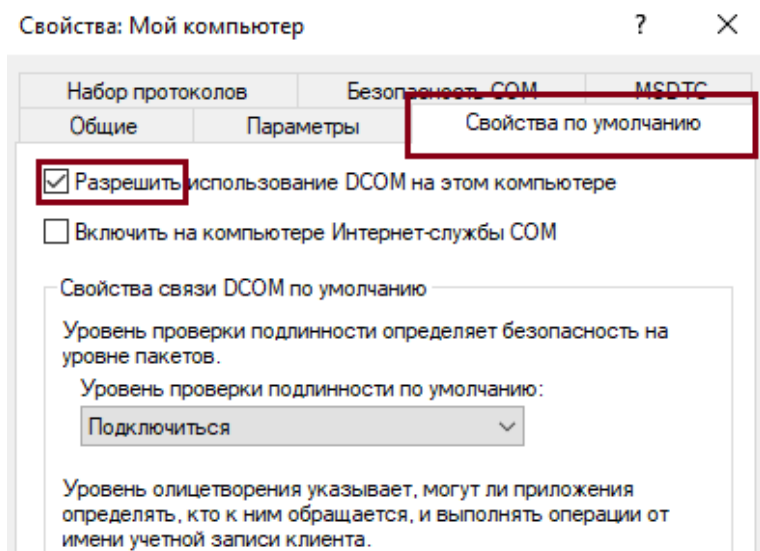 Свойства: Мой компьютер ? ×
Набор протоколов Безопасность COM MSDTC
Общие Параметры Свойства по умолчанию
Разрешить использование DCOM на этом компьютере
Включить на компьютере Интернет-службы COM
Свойства связи DCOM по умолчанию
Уровень проверки подлинности определяет безопасность на
уровне пакетов.
Уровень проверки подлинности по умолчанию:
Подключиться
Уровень олицетворения указывает, могут ли приложения
определять, кто к ним обращается, и выполнять операции от
имени учетной записи клиента.